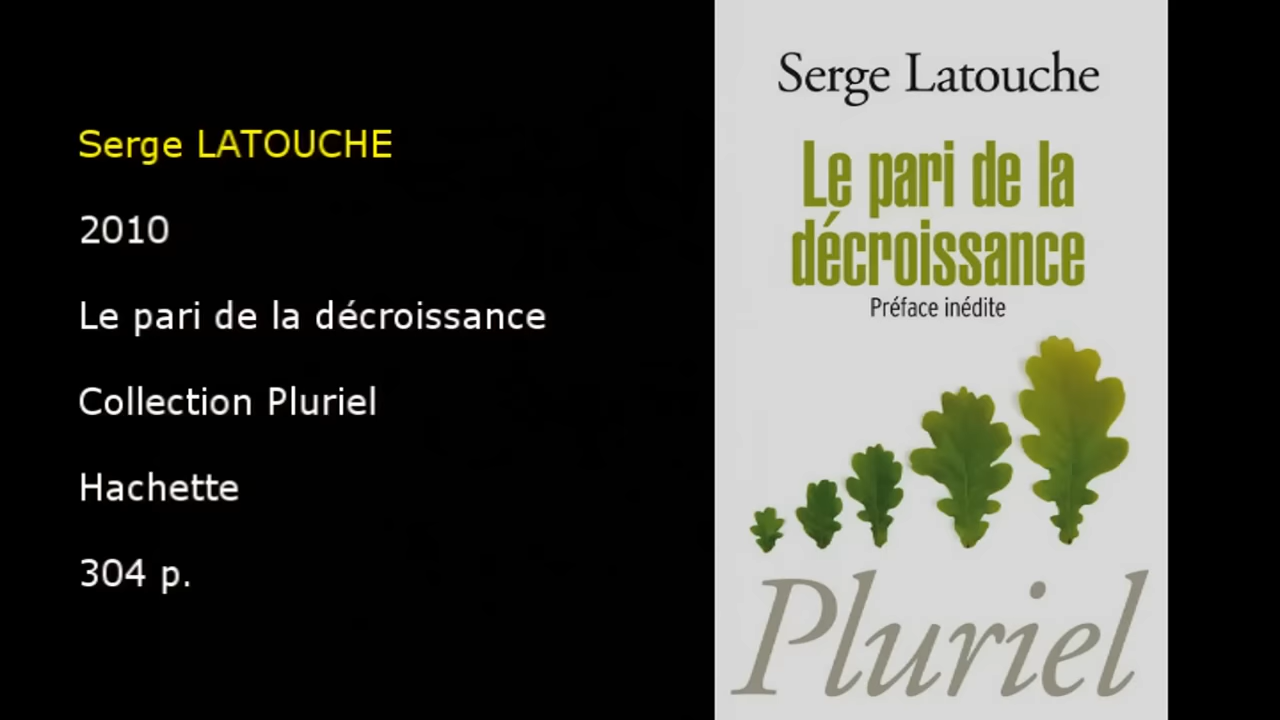 Serge LATOUCHE
2010
Le pari de la décroissance
Collection Pluriel
Hachette
304 p.
Serge Latouche
Le pari de la
décroissance
Préface inédite
Pluriel